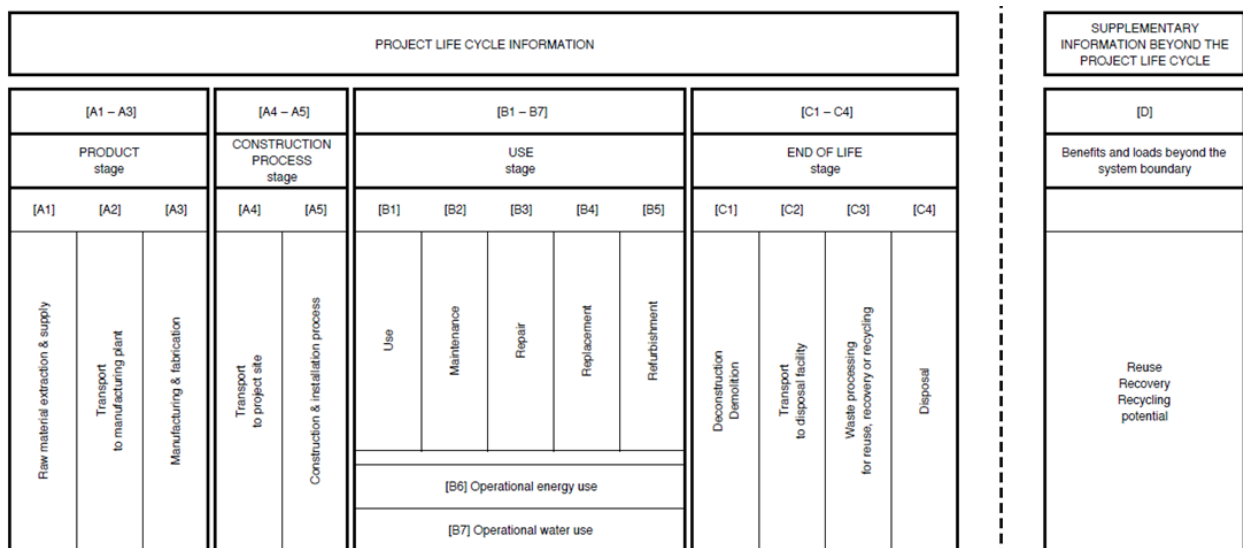 PROJECT LIFE CYCLE INFORMATION
SUPPLEMENTARY
INFORMATION BEYOND THE
PROJECT LIFE CYCLE
[A1 – A3]
[A4 – A5]
[B1 – B7]
[C1 – C4]
[D]
PRODUCT
stage
CONSTRUCTION
PROCESS
stage
USE
stage
END OF LIFE
stage
Benefits and loads beyond the
system boundary
[A1]
[A2]
[A3]
[A4]
[A5]
[B1]
[B2]
[B3]
[B4]
[B5]
[C1]
[C2]
[C3]
[C4]
Raw material extraction & supply
Transport
to manufacturing plant
Manufacturing & fabrication
Transport
to project site
Construction & installation process
Use
Maintenance
Repair
Replacement
Refurbishment
[B6] Operational energy use
[B7] Operational water use
Deconstruction
Demolition
Transport
to disposal facility
Waste processing
for reuse, recovery or recycling
Disposal
Reuse
Recovery
Recycling
potential